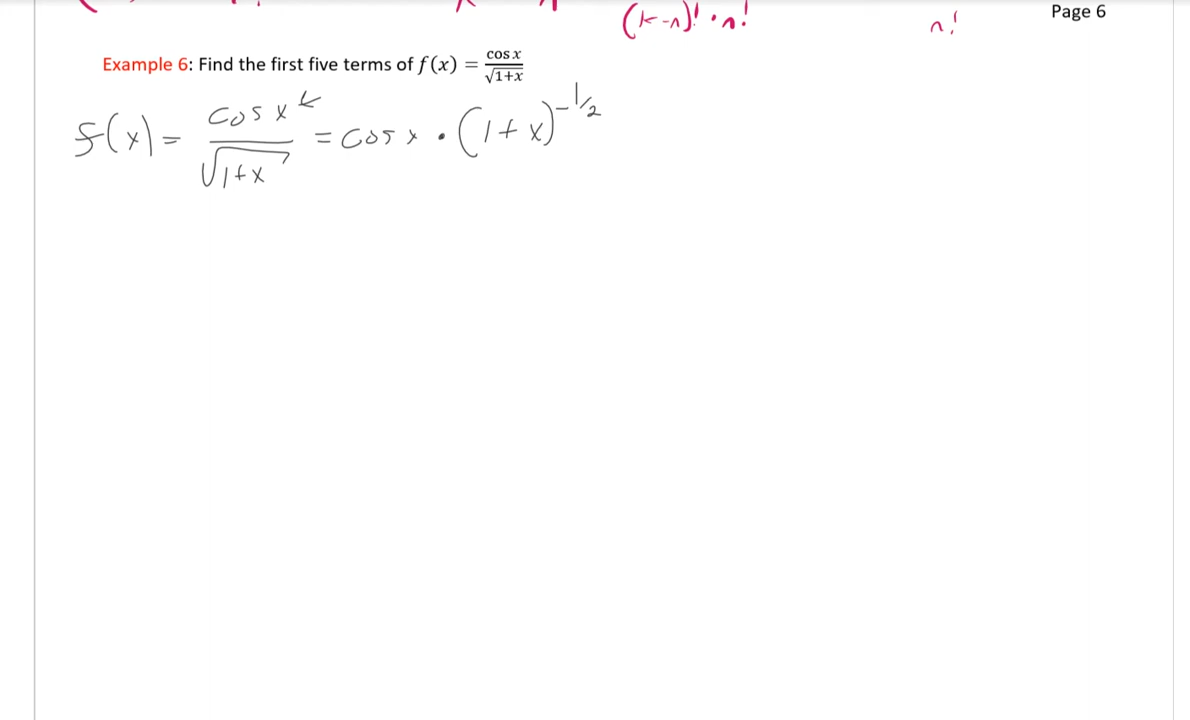 (k-n)! · n! n!
Page 6
Example 6: Find the first five terms of f(x) = cos x / √1+x
f(x) = cos x / √1+x = cos x · (1+x)^-1/2